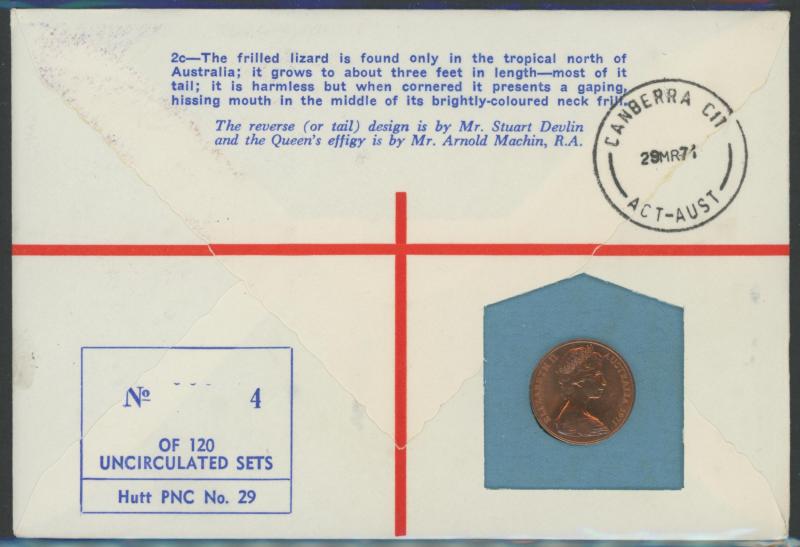 2c—The frilled lizard is found only in the tropical north of
Australia; it grows to about three feet in length—most of it
tail; it is harmless but when cornered it presents a gaping,
hissing mouth in the middle of its brightly-coloured neck frill.
The reverse (or tail) design is by Mr. Stuart Devlin
and the Queen's effigy is by Mr. Arnold Machin, R.A.
CANBERRA
29MR71
ACT-AUST
ELIZABETH II AUSTRALIA 1971
No 4
OF 120
UNCIRCULATED SETS
Hutt PNC No. 29